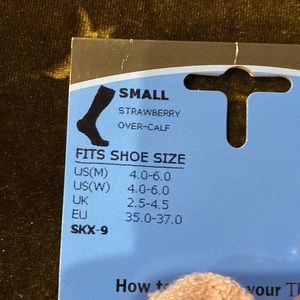 SMALL
STRAWBERRY
OVER-CALF
FITS SHOE SIZE
US(M) 4.0-6.0
US(W) 4.0-6.0
UK 2.5-4.5
EU 35.0-37.0
SKX-9
How to your